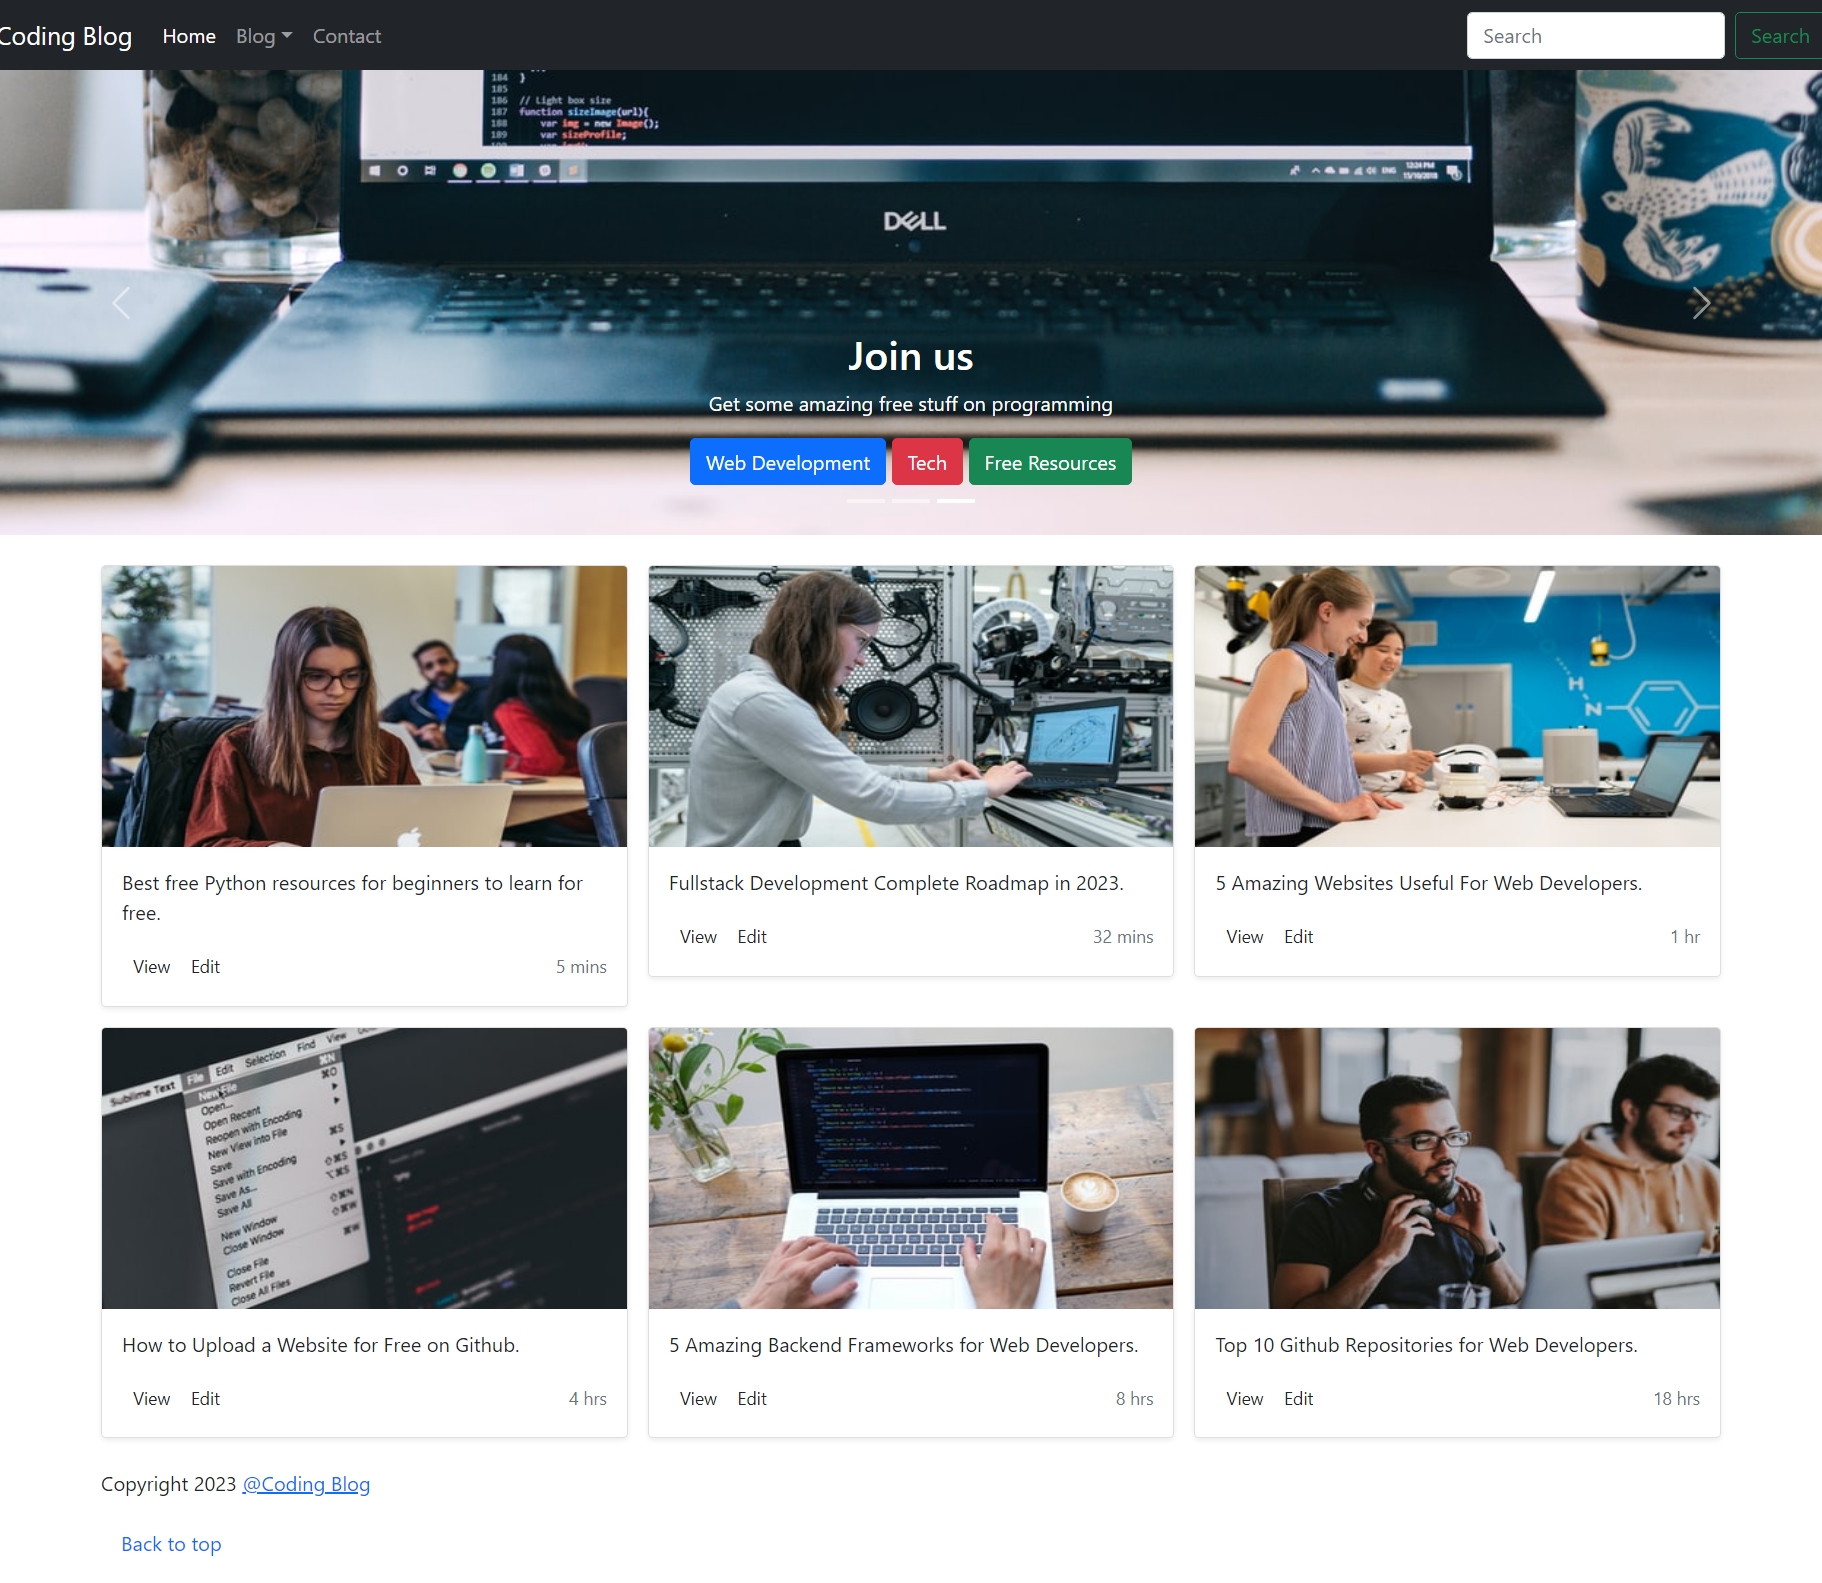 Coding Blog Home Blog Contact Search Search
184 }
185
186 // Light box size
187 function sizeImage(url){
188 var img = new Image();
189 var sizeProfile;
ENG 12:24 PM
15/10/2018
DELL
Join us
Get some amazing free stuff on programming
Web Development Tech Free Resources
H
N
DELL
Best free Python resources for beginners to learn for
free.
View Edit 5 mins
Fullstack Development Complete Roadmap in 2023.
View Edit 32 mins
5 Amazing Websites Useful For Web Developers.
View Edit 1 hr
Sublime Text File Edit Selection Find View
New File ⌘N
Open... ⌘O
Open Recent
Reopen with Encoding
New View into File
Save ⌘S
Save with Encoding
Save As... ⇧⌘S
Save All ⌥⌘S
New Window ⇧⌘N
Close Window ⇧⌘W
Close File ⌘W
Revert File
Close All Files
How to Upload a Website for Free on Github.
View Edit 4 hrs
5 Amazing Backend Frameworks for Web Developers.
View Edit 8 hrs
Top 10 Github Repositories for Web Developers.
View Edit 18 hrs
Copyright 2023 @Coding Blog
Back to top